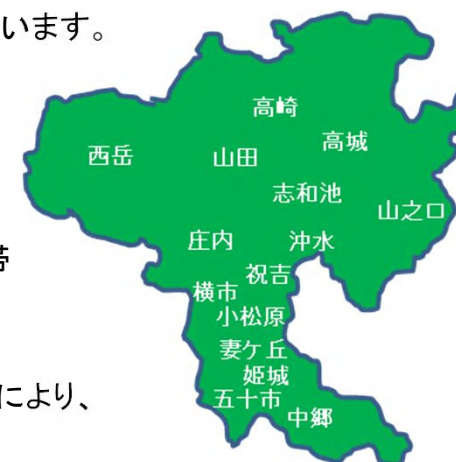 います。
高崎
高城
西岳
山田
志和池
山之口
庄内
沖水
帯
祝吉
横市
小松原
妻ケ丘
姫城
により、
五十市
中郷